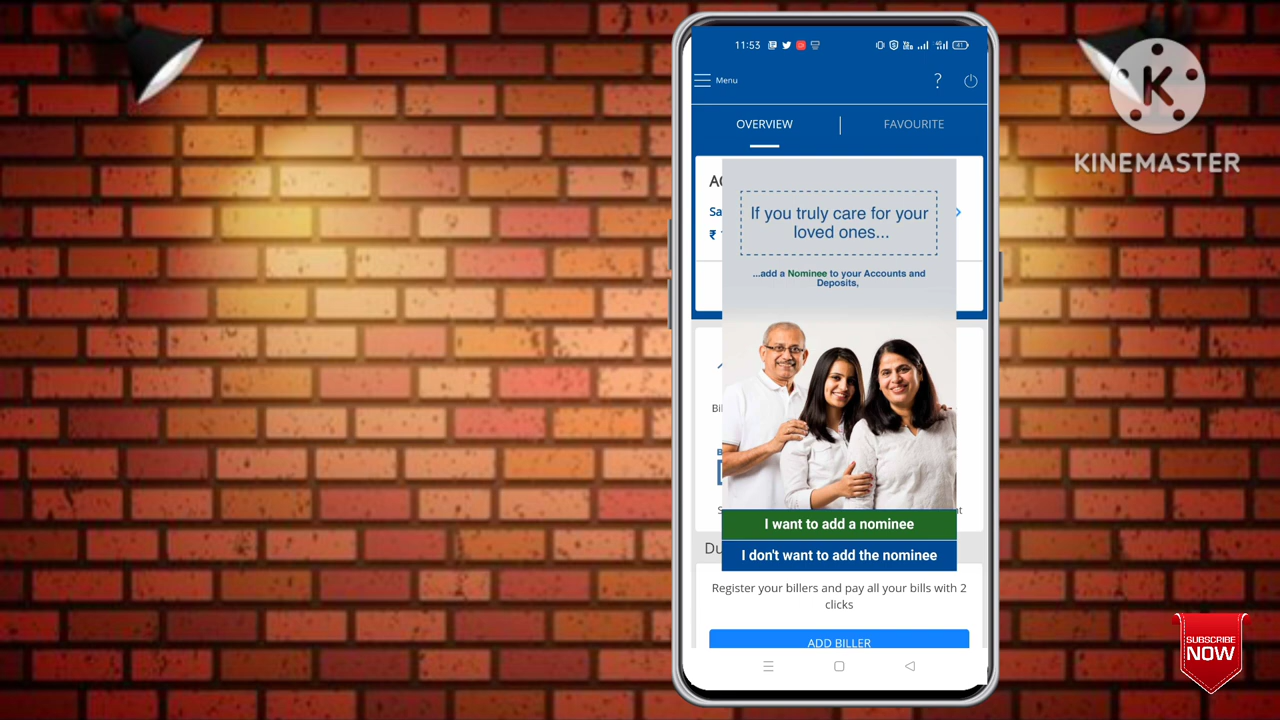 11:53
Menu
?
OVERVIEW
FAVOURITE
If you truly care for your
loved ones...
...add a Nominee to your Accounts and
Deposits,
I want to add a nominee
I don't want to add the nominee
Register your billers and pay all your bills with 2
clicks
ADD BILLER
K
KINEMASTER
SUBSCRIBE
NOW